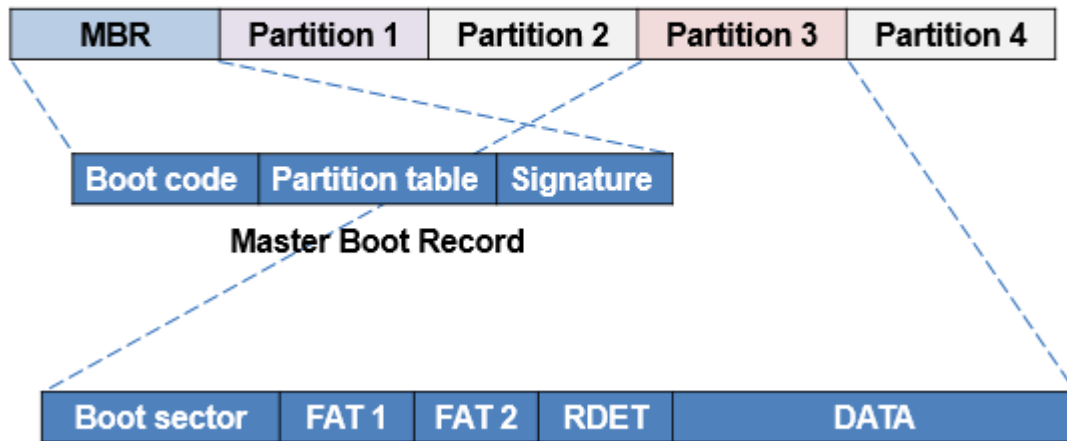 MBR Partition 1 Partition 2 Partition 3 Partition 4
Boot code Partition table Signature
Master Boot Record
Boot sector FAT 1 FAT 2 RDET DATA